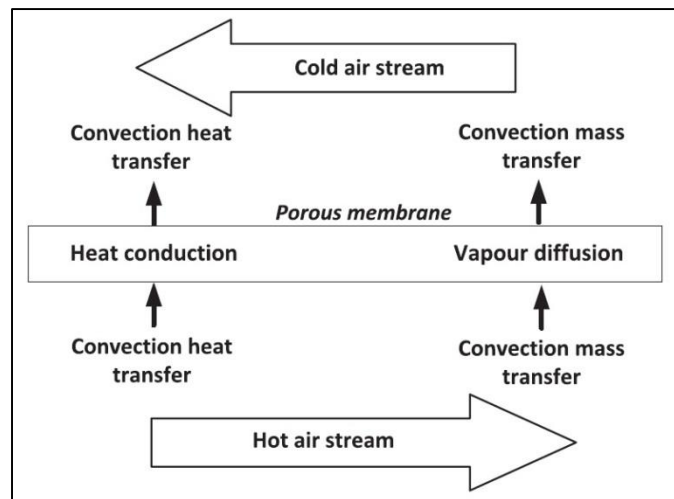 Cold air stream
Convection heat
transfer
Convection mass
transfer
Porous membrane
Heat conduction
Vapour diffusion
Convection heat
transfer
Convection mass
transfer
Hot air stream